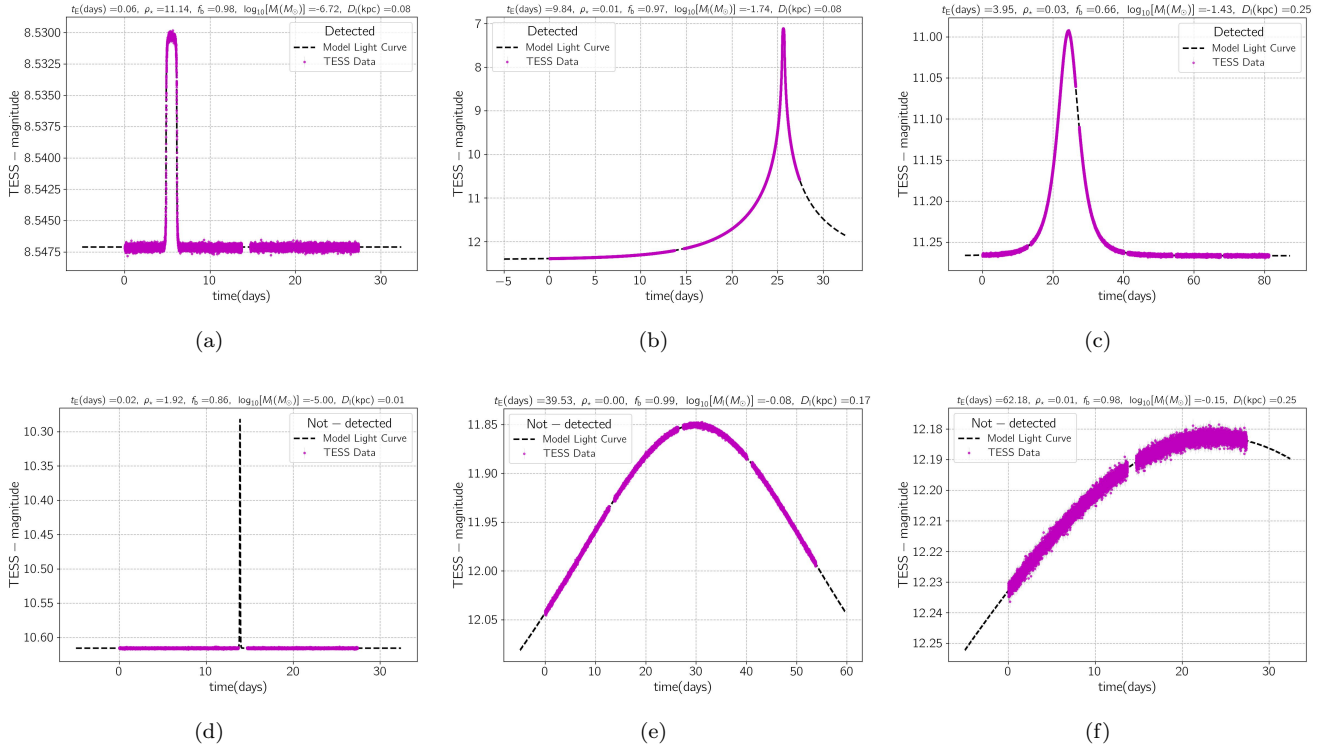 t_E(days) =0.06, ρ_* =11.14, f_b =0.98, log_10[M_l(M_⊙)] =-6.72, D_l(kpc) =0.08
8.5300
8.5325
8.5350
8.5375
8.5400
8.5425
8.5450
8.5475
TESS − magnitude
Detected
Model Light Curve
TESS Data
0 10 20 30
time(days)
(a)
t_E(days) =9.84, ρ_* =0.01, f_b =0.97, log_10[M_l(M_⊙)] =-1.74, D_l(kpc) =0.08
7
8
9
10
11
12
TESS − magnitude
Detected
Model Light Curve
TESS Data
−5 0 5 10 15 20 25 30
time(days)
(b)
t_E(days) =3.95, ρ_* =0.03, f_b =0.66, log_10[M_l(M_⊙)] =-1.43, D_l(kpc) =0.25
11.00
11.05
11.10
11.15
11.20
11.25
TESS − magnitude
Detected
Model Light Curve
TESS Data
0 20 40 60 80
time(days)
(c)
t_E(days) =0.02, ρ_* =1.92, f_b =0.86, log_10[M_l(M_⊙)] =-5.00, D_l(kpc) =0.01
10.30
10.35
10.40
10.45
10.50
10.55
10.60
TESS − magnitude
Not − detected
Model Light Curve
TESS Data
0 10 20 30
time(days)
(d)
t_E(days) =39.53, ρ_* =0.00, f_b =0.99, log_10[M_l(M_⊙)] =-0.08, D_l(kpc) =0.17
11.85
11.90
11.95
12.00
12.05
TESS − magnitude
Not − detected
Model Light Curve
TESS Data
0 10 20 30 40 50 60
time(days)
(e)
t_E(days) =62.18, ρ_* =0.01, f_b =0.98, log_10[M_l(M_⊙)] =-0.15, D_l(kpc) =0.25
12.18
12.19
12.20
12.21
12.22
12.23
12.24
12.25
TESS − magnitude
Not − detected
Model Light Curve
TESS Data
0 10 20 30
time(days)
(f)